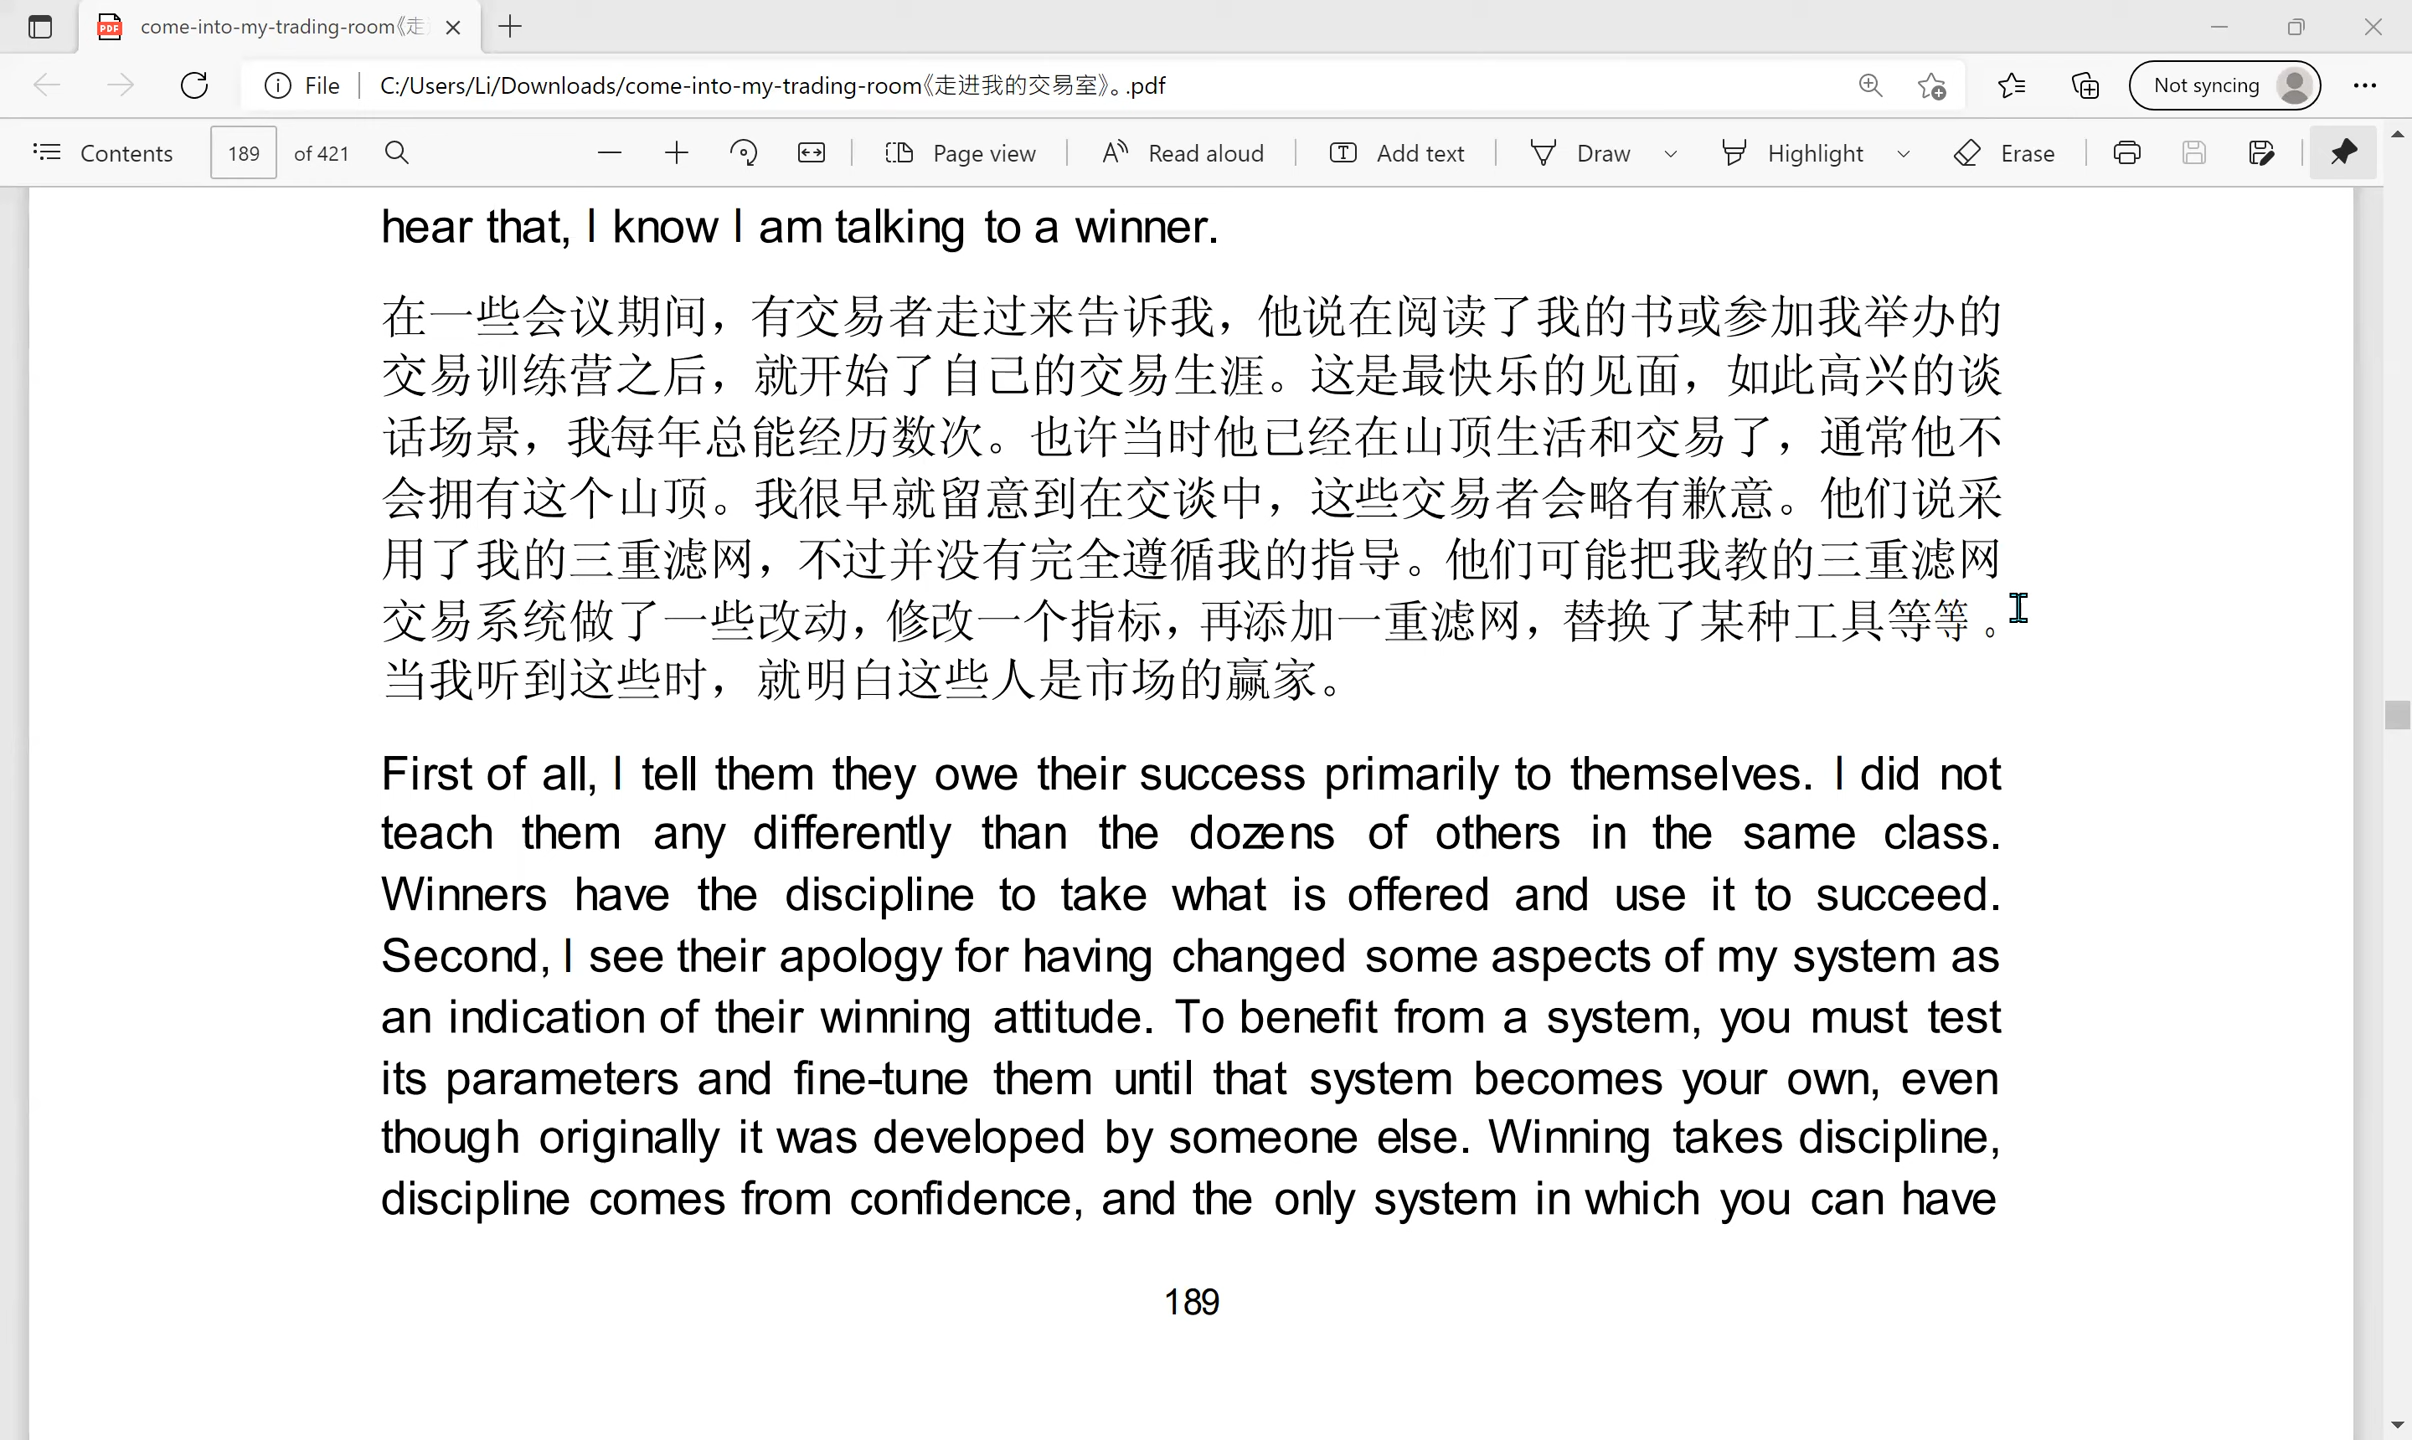 come-into-my-trading-room《走
File
C:/Users/Li/Downloads/come-into-my-trading-room《走进我的交易室》。.pdf
Not syncing
Contents
189
of 421
Page view
Read aloud
Add text
Draw
Highlight
Erase
hear that, I know I am talking to a winner.
在一些会议期间，有交易者走过来告诉我，他说在阅读了我的书或参加我举办的
交易训练营之后，就开始了自己的交易生涯。这是最快乐的见面，如此高兴的谈
话场景，我每年总能经历数次。也许当时他已经在山顶生活和交易了，通常他不
会拥有这个山顶。我很早就留意到在交谈中，这些交易者会略有歉意。他们说采
用了我的三重滤网，不过并没有完全遵循我的指导。他们可能把我教的三重滤网
交易系统做了一些改动，修改一个指标，再添加一重滤网，替换了某种工具等等。
当我听到这些时，就明白这些人是市场的赢家。
First of all, I tell them they owe their success primarily to themselves. I did not
teach them any differently than the dozens of others in the same class.
Winners have the discipline to take what is offered and use it to succeed.
Second, I see their apology for having changed some aspects of my system as
an indication of their winning attitude. To benefit from a system, you must test
its parameters and fine-tune them until that system becomes your own, even
though originally it was developed by someone else. Winning takes discipline,
discipline comes from confidence, and the only system in which you can have
189